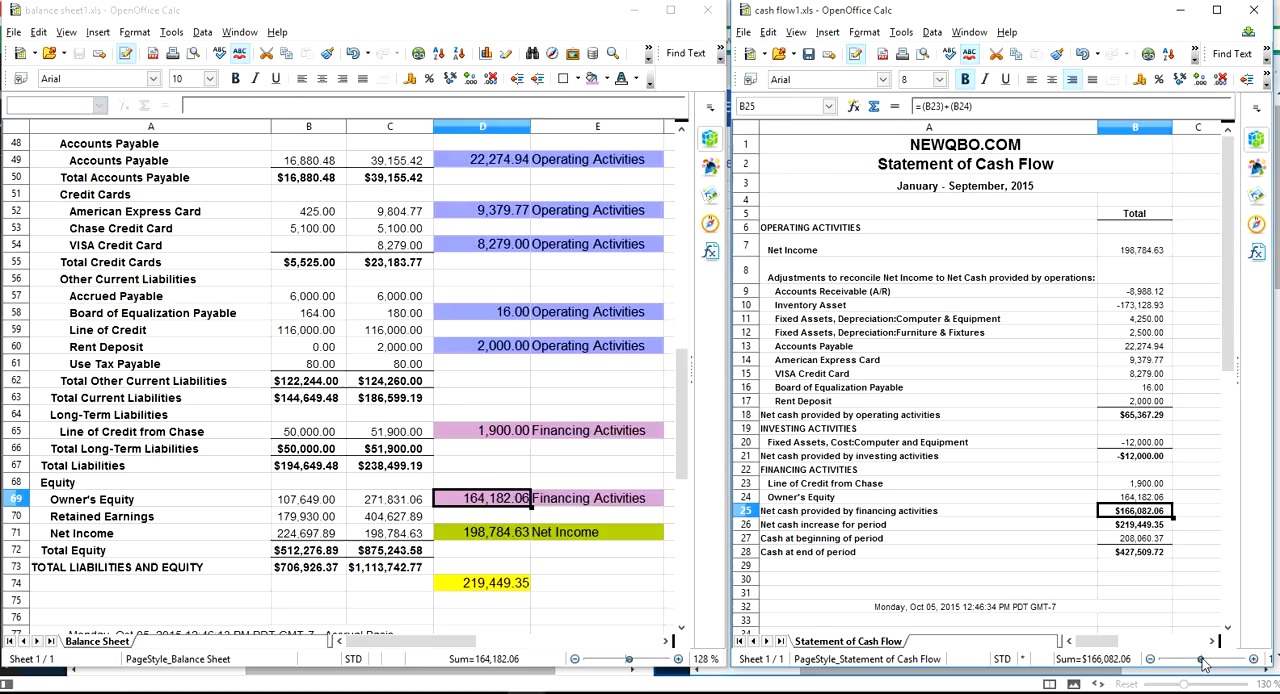 balance sheet1.xls - OpenOffice Calc
File Edit View Insert Format Tools Data Window Help
Find Text
Arial 10
A B C D E
48 Accounts Payable
49 Accounts Payable 16,880.48 39,155.42 22,274.94 Operating Activities
50 Total Accounts Payable $16,880.48 $39,155.42
51 Credit Cards
52 American Express Card 425.00 9,804.77 9,379.77 Operating Activities
53 Chase Credit Card 5,100.00 5,100.00
54 VISA Credit Card 8,279.00 8,279.00 Operating Activities
55 Total Credit Cards $5,525.00 $23,183.77
56 Other Current Liabilities
57 Accrued Payable 6,000.00 6,000.00
58 Board of Equalization Payable 164.00 180.00 16.00 Operating Activities
59 Line of Credit 116,000.00 116,000.00
60 Rent Deposit 0.00 2,000.00 2,000.00 Operating Activities
61 Use Tax Payable 80.00 80.00
62 Total Other Current Liabilities $122,244.00 $124,260.00
63 Total Current Liabilities $144,649.48 $186,599.19
64 Long-Term Liabilities
65 Line of Credit from Chase 50,000.00 51,900.00 1,900.00 Financing Activities
66 Total Long-Term Liabilities $50,000.00 $51,900.00
67 Total Liabilities $194,649.48 $238,499.19
68 Equity
69 Owner's Equity 107,649.00 271,831.06 164,182.06 Financing Activities
70 Retained Earnings 179,930.00 404,627.89
71 Net Income 224,697.89 198,784.63 198,784.63 Net Income
72 Total Equity $512,276.89 $875,243.58
73 TOTAL LIABILITIES AND EQUITY $706,926.37 $1,113,742.77
74 219,449.35
75
76
77 Monday, Oct 05, 2015 12:46:12 PM PDT GMT-7 - Accrual Basis
Balance Sheet
Sheet 1 / 1 PageStyle_Balance Sheet STD Sum=164,182.06 128 %
cash flow1.xls - OpenOffice Calc
File Edit View Insert Format Tools Data Window Help
Find Text
Arial 8
B25 =(B23)+(B24)
A B C
1 NEWQBO.COM
2 Statement of Cash Flow
3 January - September, 2015
4
5 Total
6 OPERATING ACTIVITIES
7 Net Income 198,784.63
8 Adjustments to reconcile Net Income to Net Cash provided by operations:
9 Accounts Receivable (A/R) -8,988.12
10 Inventory Asset -173,128.93
11 Fixed Assets, Depreciation:Computer & Equipment 4,250.00
12 Fixed Assets, Depreciation:Furniture & Fixtures 2,500.00
13 Accounts Payable 22,274.94
14 American Express Card 9,379.77
15 VISA Credit Card 8,279.00
16 Board of Equalization Payable 16.00
17 Rent Deposit 2,000.00
18 Net cash provided by operating activities $65,367.29
19 INVESTING ACTIVITIES
20 Fixed Assets, Cost:Computer and Equipment -12,000.00
21 Net cash provided by investing activities -$12,000.00
22 FINANCING ACTIVITIES
23 Line of Credit from Chase 1,900.00
24 Owner's Equity 164,182.06
25 Net cash provided by financing activities $166,082.06
26 Net cash increase for period $219,449.35
27 Cash at beginning of period 208,060.37
28 Cash at end of period $427,509.72
29
30
31
32 Monday, Oct 05, 2015 12:46:34 PM PDT GMT-7
34
Statement of Cash Flow
Sheet 1 / 1 PageStyle_Statement of Cash Flow STD * Sum=$166,082.06 1
Reset 130 %